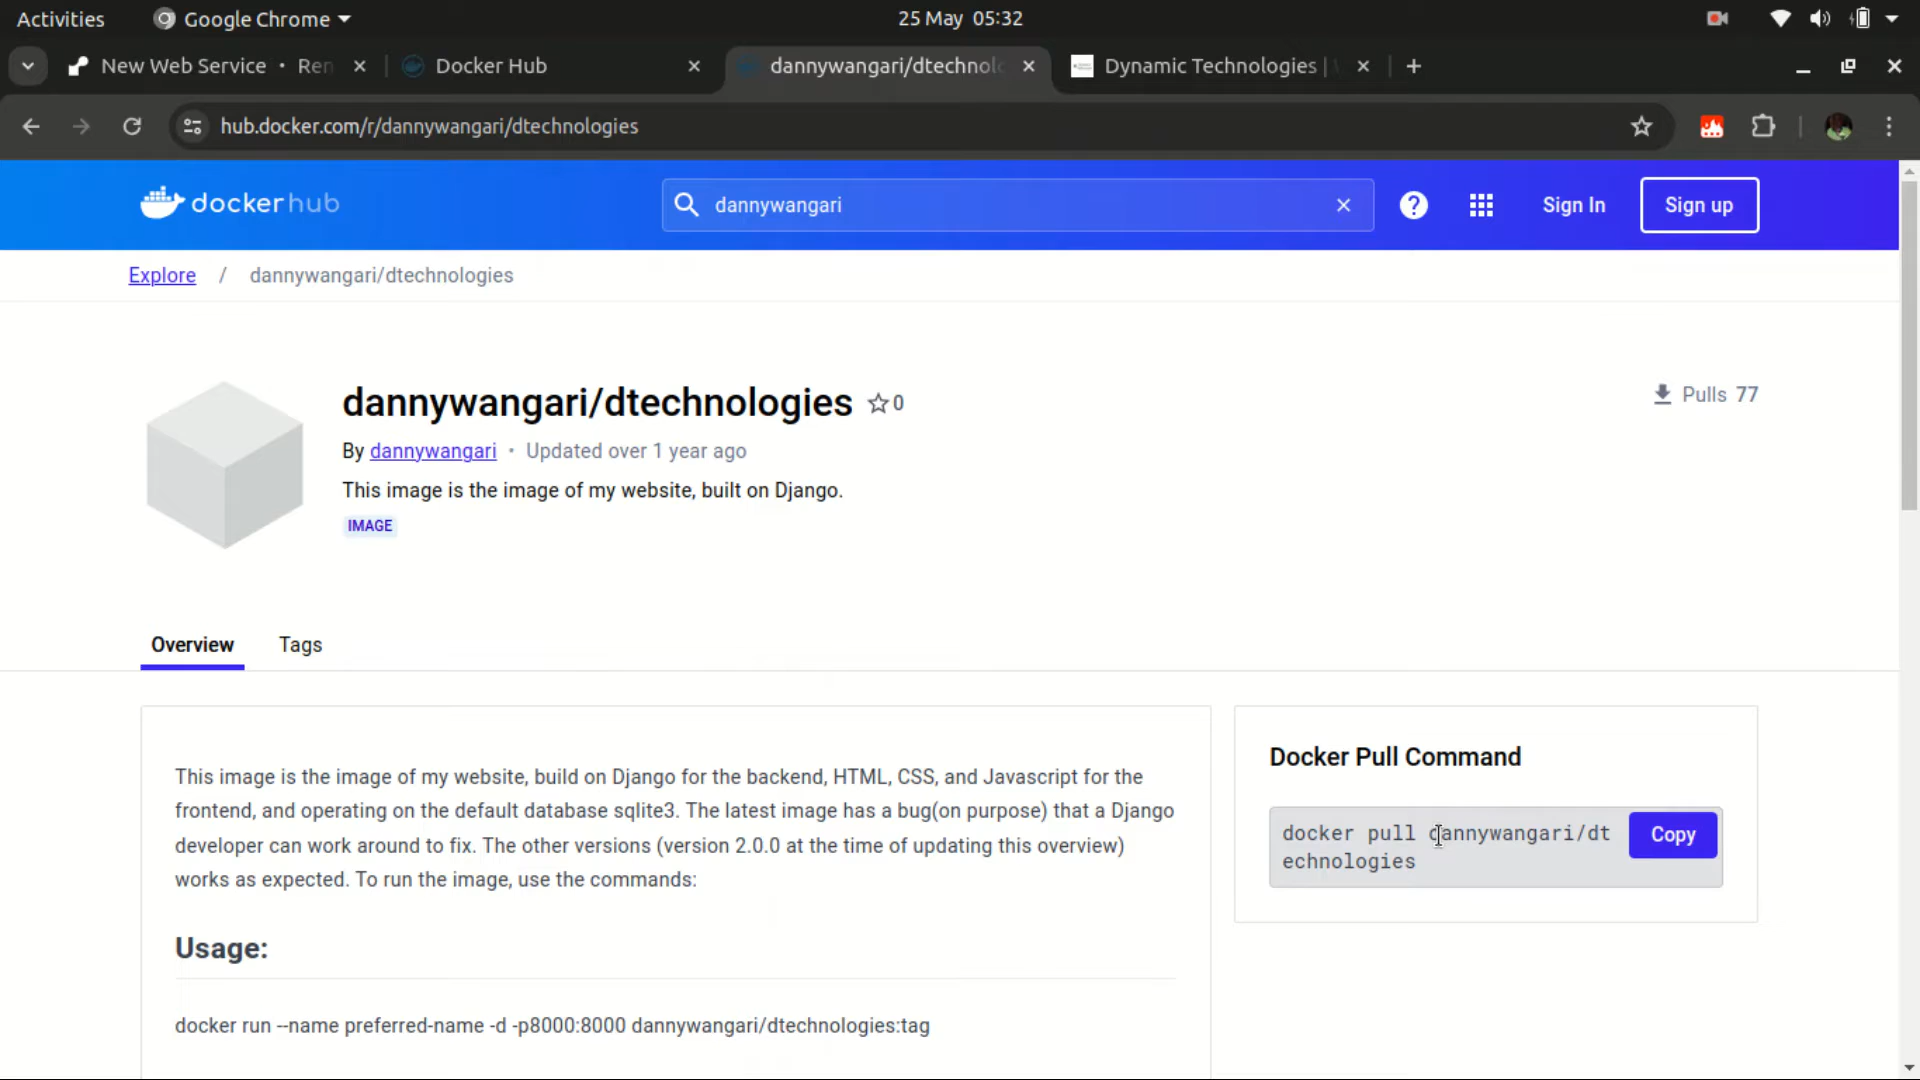 Activities
Google Chrome
25 May 05:32
New Web Service • Ren
Docker Hub
dannywangari/dtechnolo
Dynamic Technologies |
hub.docker.com/r/dannywangari/dtechnologies
dockerhub
dannywangari
Sign In
Sign up
Explore / dannywangari/dtechnologies
dannywangari/dtechnologies
0
Pulls 77
By dannywangari • Updated over 1 year ago
This image is the image of my website, built on Django.
IMAGE
Overview
Tags
This image is the image of my website, build on Django for the backend, HTML, CSS, and Javascript for the
frontend, and operating on the default database sqlite3. The latest image has a bug(on purpose) that a Django
developer can work around to fix. The other versions (version 2.0.0 at the time of updating this overview)
works as expected. To run the image, use the commands:
Usage:
docker run --name preferred-name -d -p8000:8000 dannywangari/dtechnologies:tag
Docker Pull Command
docker pull dannywangari/dt
echnologies
Copy